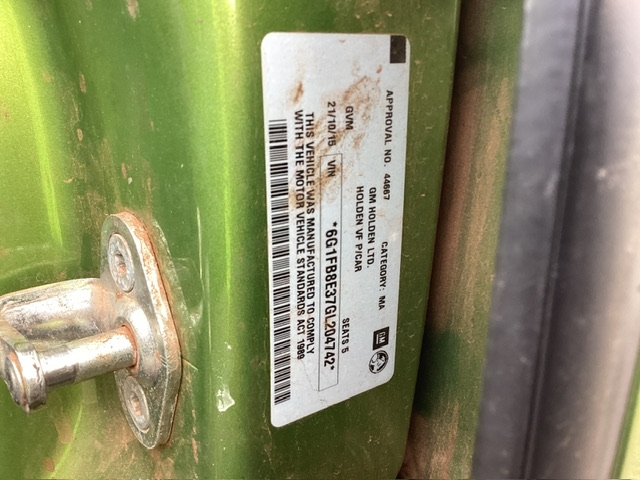 APPROVAL NO. 44667 CATEGORY: MA
GM HOLDEN LTD.
HOLDEN VF P/CAR
GM
GVM SEATS 5
21/10/15 VIN *6G1FB8E37GL204742*
THIS VEHICLE WAS MANUFACTURED TO COMPLY
WITH THE MOTOR VEHICLE STANDARDS ACT 1989